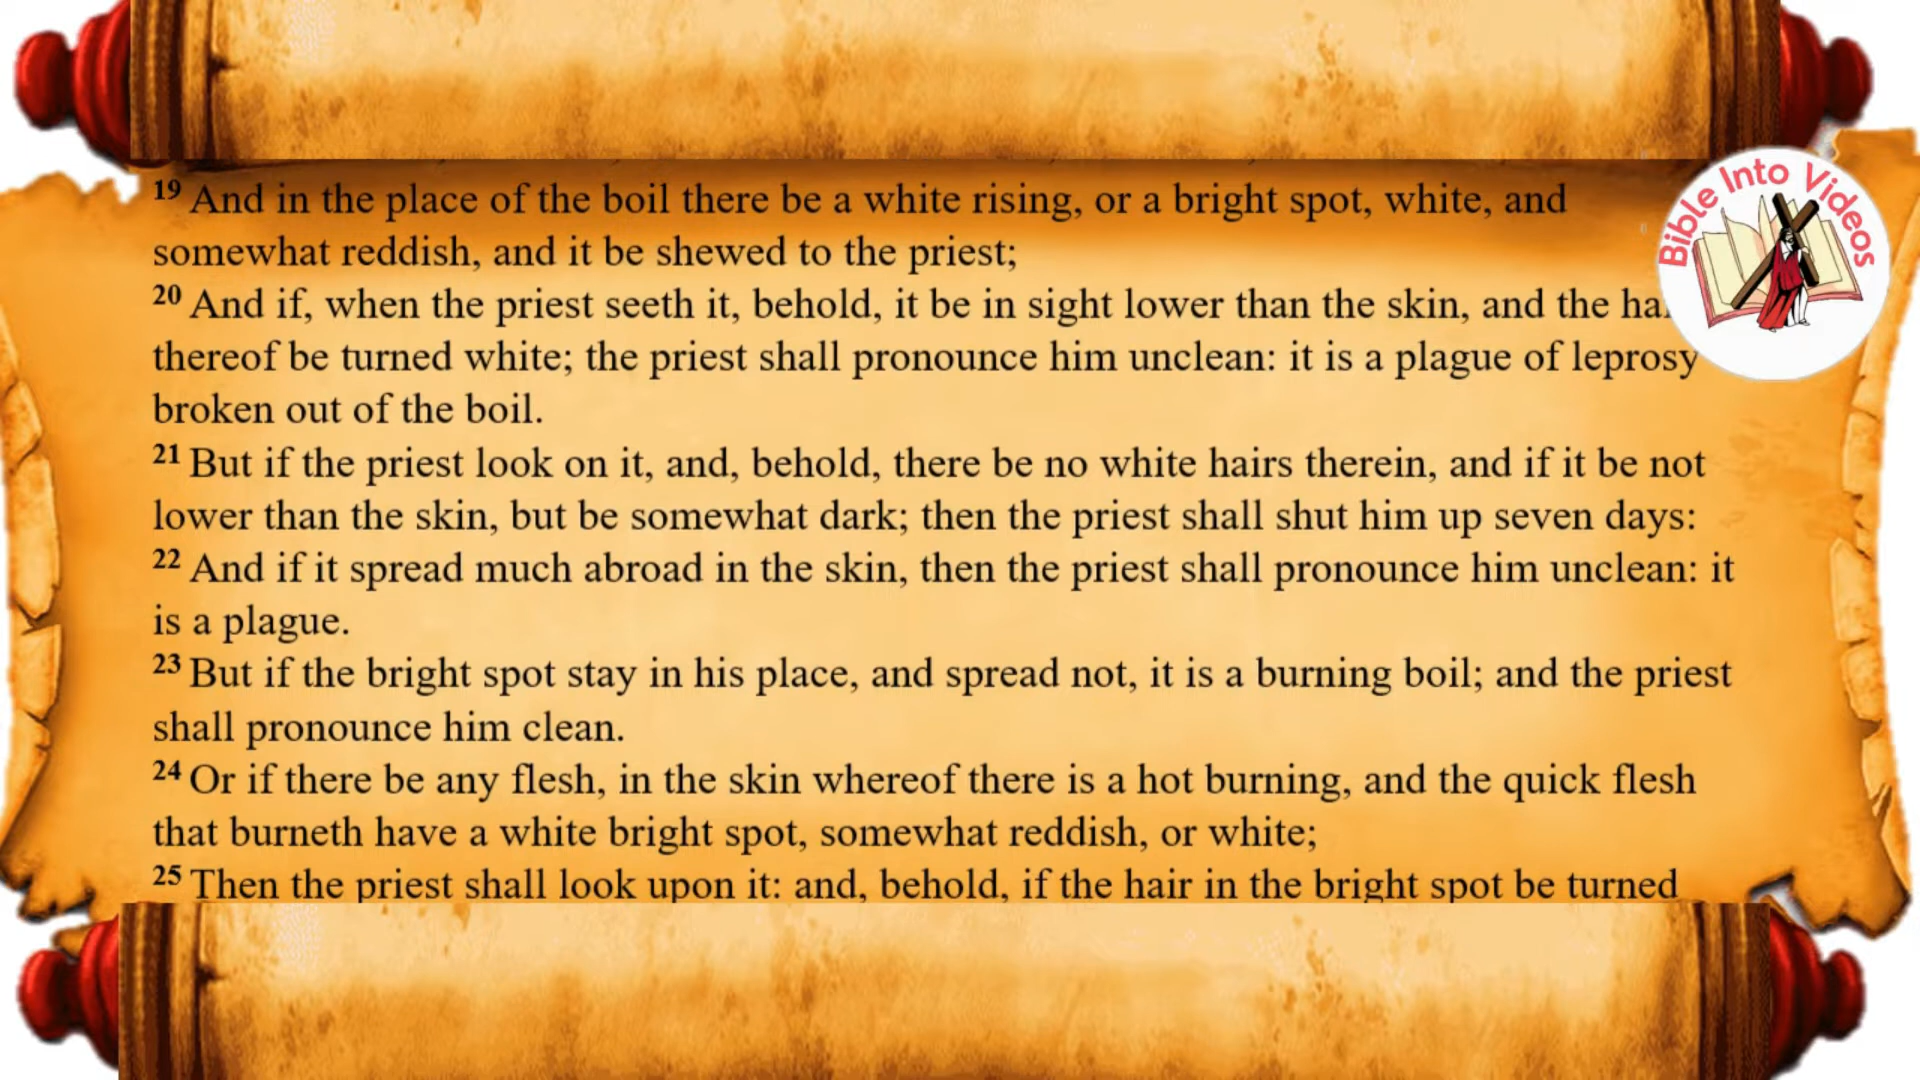 19 And in the place of the boil there be a white rising, or a bright spot, white, and
somewhat reddish, and it be shewed to the priest;
20 And if, when the priest seeth it, behold, it be in sight lower than the skin, and the
thereof be turned white; the priest shall pronounce him unclean: it is a plague of leprosy
broken out of the boil.
21 But if the priest look on it, and, behold, there be no white hairs therein, and if it be not
lower than the skin, but be somewhat dark; then the priest shall shut him up seven days:
22 And if it spread much abroad in the skin, then the priest shall pronounce him unclean: it
is a plague.
23 But if the bright spot stay in his place, and spread not, it is a burning boil; and the priest
shall pronounce him clean.
24 Or if there be any flesh, in the skin whereof there is a hot burning, and the quick flesh
that burneth have a white bright spot, somewhat reddish, or white;
25 Then the priest shall look upon it: and, behold, if the hair in the bright spot be turned
Bible Into Videos